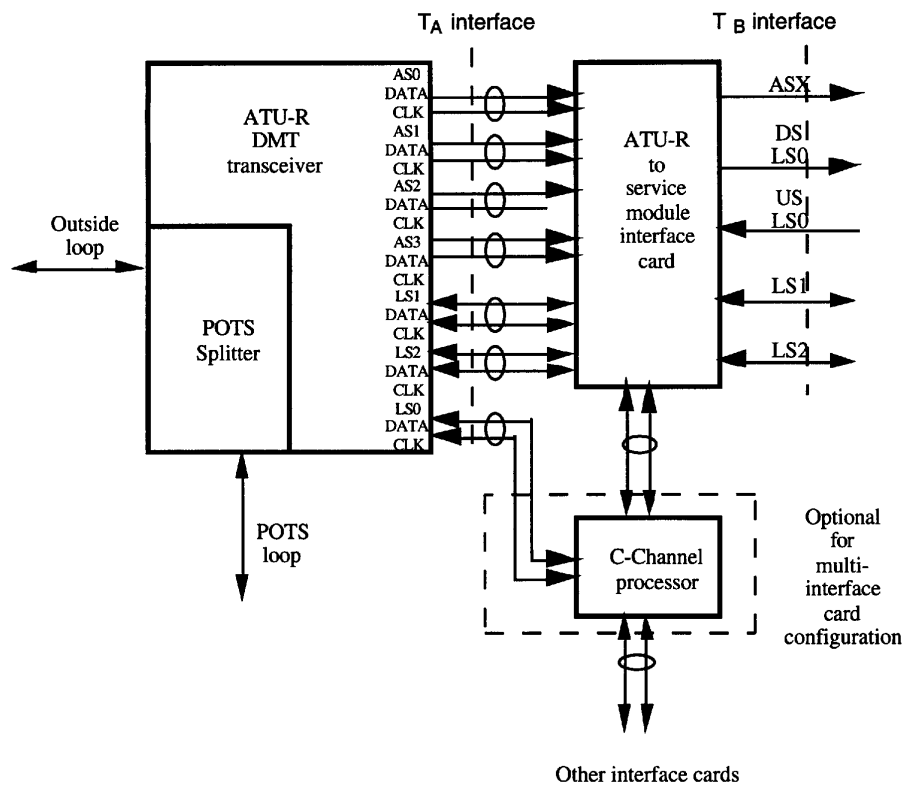 T A interface
T B interface
AS0
DATA
CLK
AS1
DATA
CLK
AS2
DATA
CLK
AS3
DATA
CLK
LS1
DATA
CLK
LS2
DATA
CLK
LS0
DATA
CLK
ATU-R
DMT
transceiver
ATU-R
to
service
module
interface
card
ASX
DS
LS0
US
LS0
LS1
LS2
Outside
loop
POTS
Splitter
POTS
loop
C-Channel
processor
Optional
for
multi-
interface
card
configuration
Other interface cards